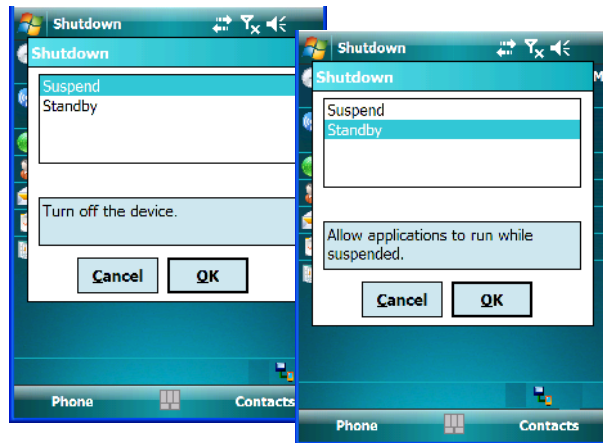 Shutdown
Shutdown
Suspend
Standby
Turn off the device.
Cancel
OK
Phone
Contacts
Shutdown
Shutdown
M
Suspend
Standby
Allow applications to run while
suspended.
Cancel
OK
Phone
Contacts